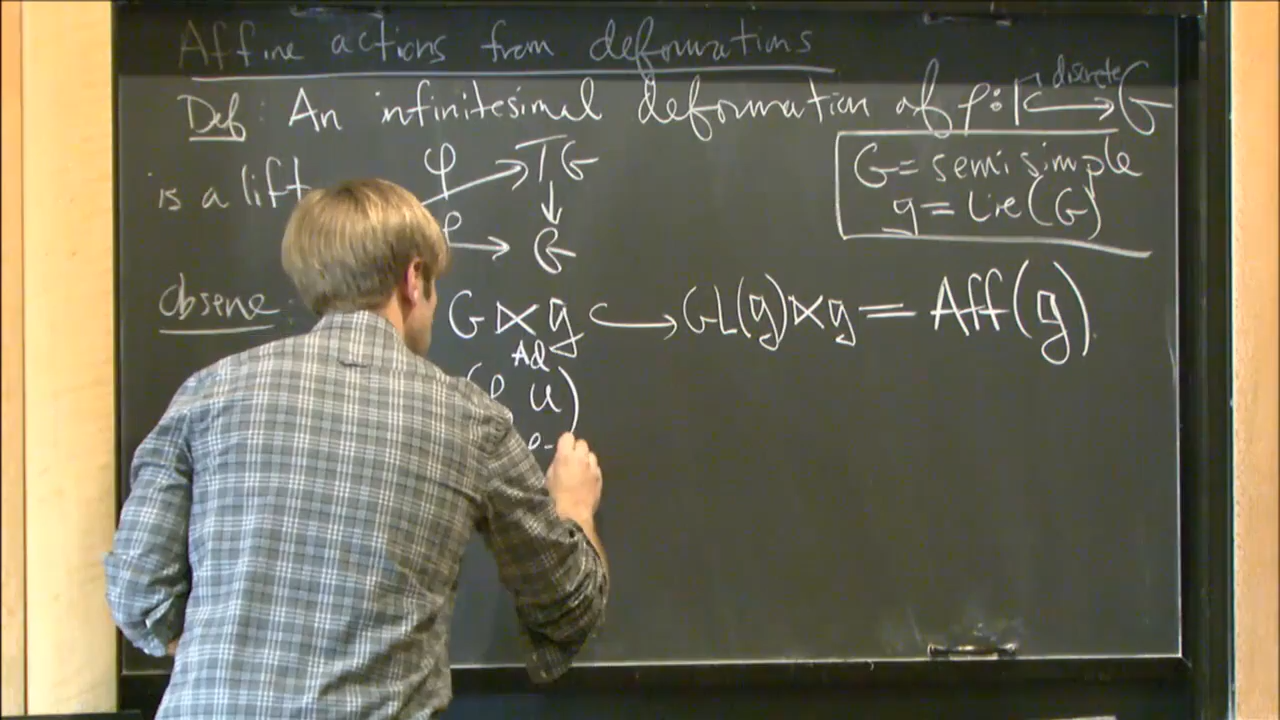 Affine actions from deformations
Def: An infinitesimal deformation of ρ: Γ ↪ G
discrete
is a lift φ → TG
↓
ρ → G
G = semisimple
g = Lie(G)
Observe: G ⋉ g ↪ GL(g) ⋉ g = Aff(g)
Ad
(ρ, u)